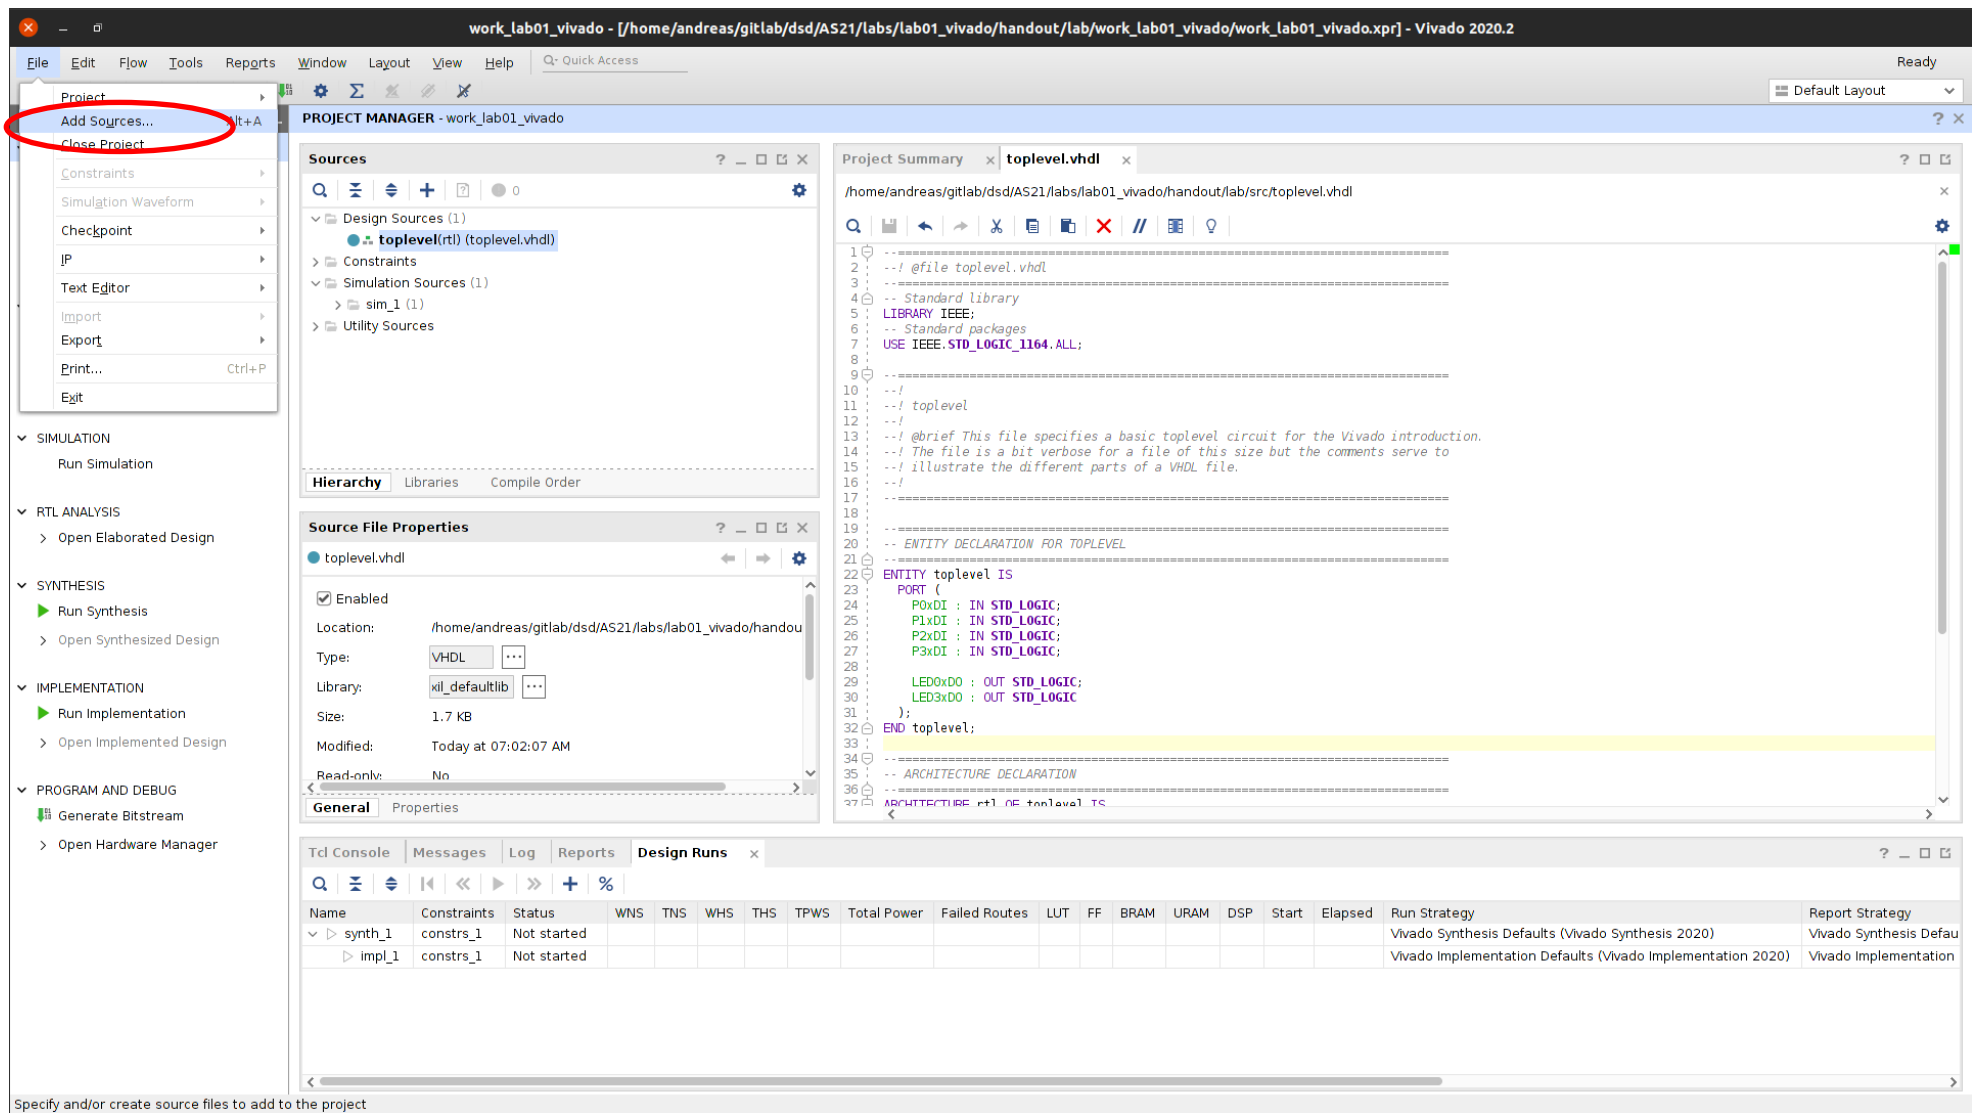 work_lab01_vivado - [/home/andreas/gitlab/dsd/AS21/labs/lab01_vivado/handout/lab/work_lab01_vivado/work_lab01_vivado.xpr] - Vivado 2020.2
File Edit Flow Tools Reports Window Layout View Help Quick Access Ready
Default Layout
Project
Add Sources... Alt+A
Close Project
Constraints
Simulation Waveform
Checkpoint
IP
Text Editor
Import
Export
Print... Ctrl+P
Exit
SIMULATION
Run Simulation
RTL ANALYSIS
Open Elaborated Design
SYNTHESIS
Run Synthesis
Open Synthesized Design
IMPLEMENTATION
Run Implementation
Open Implemented Design
PROGRAM AND DEBUG
Generate Bitstream
Open Hardware Manager
PROJECT MANAGER - work_lab01_vivado
Sources
0
Design Sources (1)
toplevel(rtl) (toplevel.vhdl)
Constraints
Simulation Sources (1)
sim_1 (1)
Utility Sources
Hierarchy Libraries Compile Order
Source File Properties
toplevel.vhdl
Enabled
Location: /home/andreas/gitlab/dsd/AS21/labs/lab01_vivado/handou
Type: VHDL ...
Library: xil_defaultlib ...
Size: 1.7 KB
Modified: Today at 07:02:07 AM
Read-only: No
General Properties
Project Summary toplevel.vhdl
/home/andreas/gitlab/dsd/AS21/labs/lab01_vivado/handout/lab/src/toplevel.vhdl
1 --==============================================================================
2 --! @file toplevel.vhdl
3 --==============================================================================
4 -- Standard library
5 LIBRARY IEEE;
6 -- Standard packages
7 USE IEEE.STD_LOGIC_1164.ALL;
8
9 --==============================================================================
10 --!
11 --! toplevel
12 --!
13 --! @brief This file specifies a basic toplevel circuit for the Vivado introduction.
14 --! The file is a bit verbose for a file of this size but the comments serve to
15 --! illustrate the different parts of a VHDL file.
16 --!
17 --==============================================================================
18
19 --==============================================================================
20 -- ENTITY DECLARATION FOR TOPLEVEL
21 --==============================================================================
22 ENTITY toplevel IS
23 PORT (
24 P0xDI : IN STD_LOGIC;
25 P1xDI : IN STD_LOGIC;
26 P2xDI : IN STD_LOGIC;
27 P3xDI : IN STD_LOGIC;
28
29 LED0xDO : OUT STD_LOGIC;
30 LED3xDO : OUT STD_LOGIC
31 );
32 END toplevel;
33
34 --==============================================================================
35 -- ARCHITECTURE DECLARATION
36 --==============================================================================
37 ARCHITECTURE rtl OF toplevel IS
Tcl Console Messages Log Reports Design Runs
Name Constraints Status WNS TNS WHS THS TPWS Total Power Failed Routes LUT FF BRAM URAM DSP Start Elapsed Run Strategy Report Strategy
synth_1 constrs_1 Not started Vivado Synthesis Defaults (Vivado Synthesis 2020) Vivado Synthesis Defau
impl_1 constrs_1 Not started Vivado Implementation Defaults (Vivado Implementation 2020) Vivado Implementation
Specify and/or create source files to add to the project